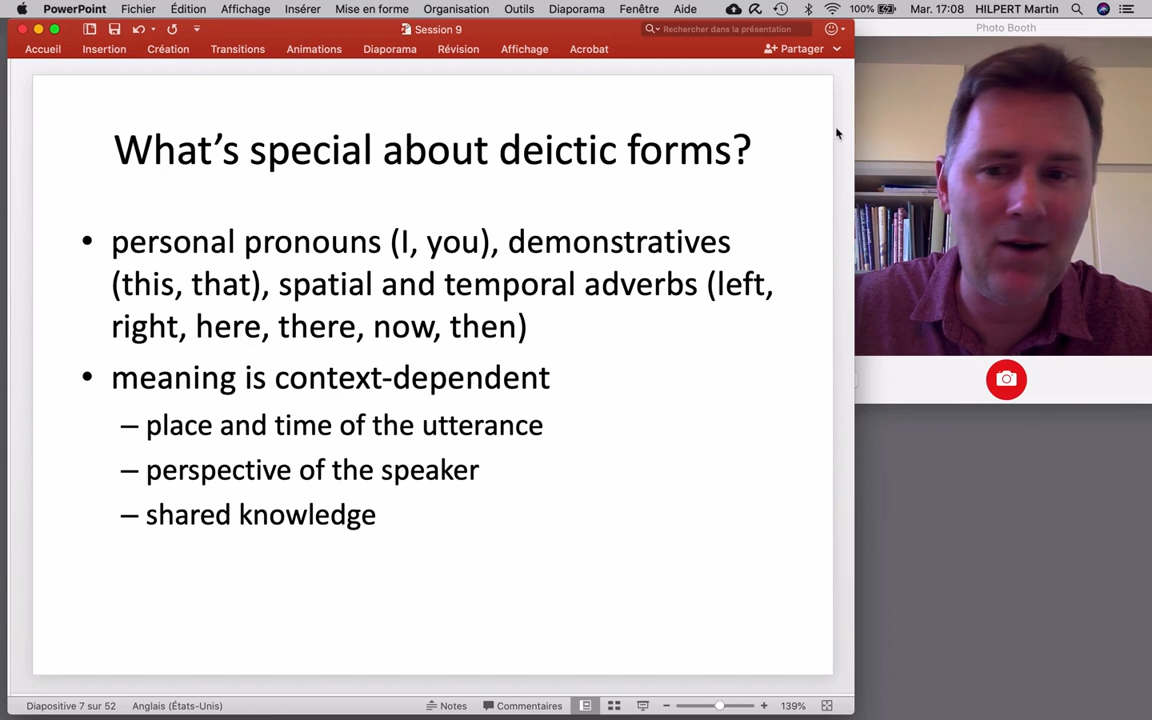 PowerPoint Fichier Édition Affichage Insérer Mise en forme Organisation Outils Diaporama Fenêtre Aide 100% Mar. 17:08 HILPERT Martin
Session 9
Rechercher dans la présentation
Photo Booth
Accueil Insertion Création Transitions Animations Diaporama Révision Affichage Acrobat Partager
What's special about deictic forms?
• personal pronouns (I, you), demonstratives
(this, that), spatial and temporal adverbs (left,
right, here, there, now, then)
• meaning is context-dependent
– place and time of the utterance
– perspective of the speaker
– shared knowledge
Diapositive 7 sur 52 Anglais (États-Unis) Notes Commentaires 139%